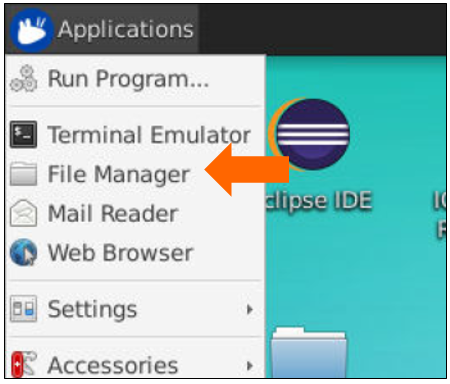 Applications
Run Program...
Terminal Emulator
File Manager
Mail Reader
clipse IDE
Web Browser
Settings
Accessories